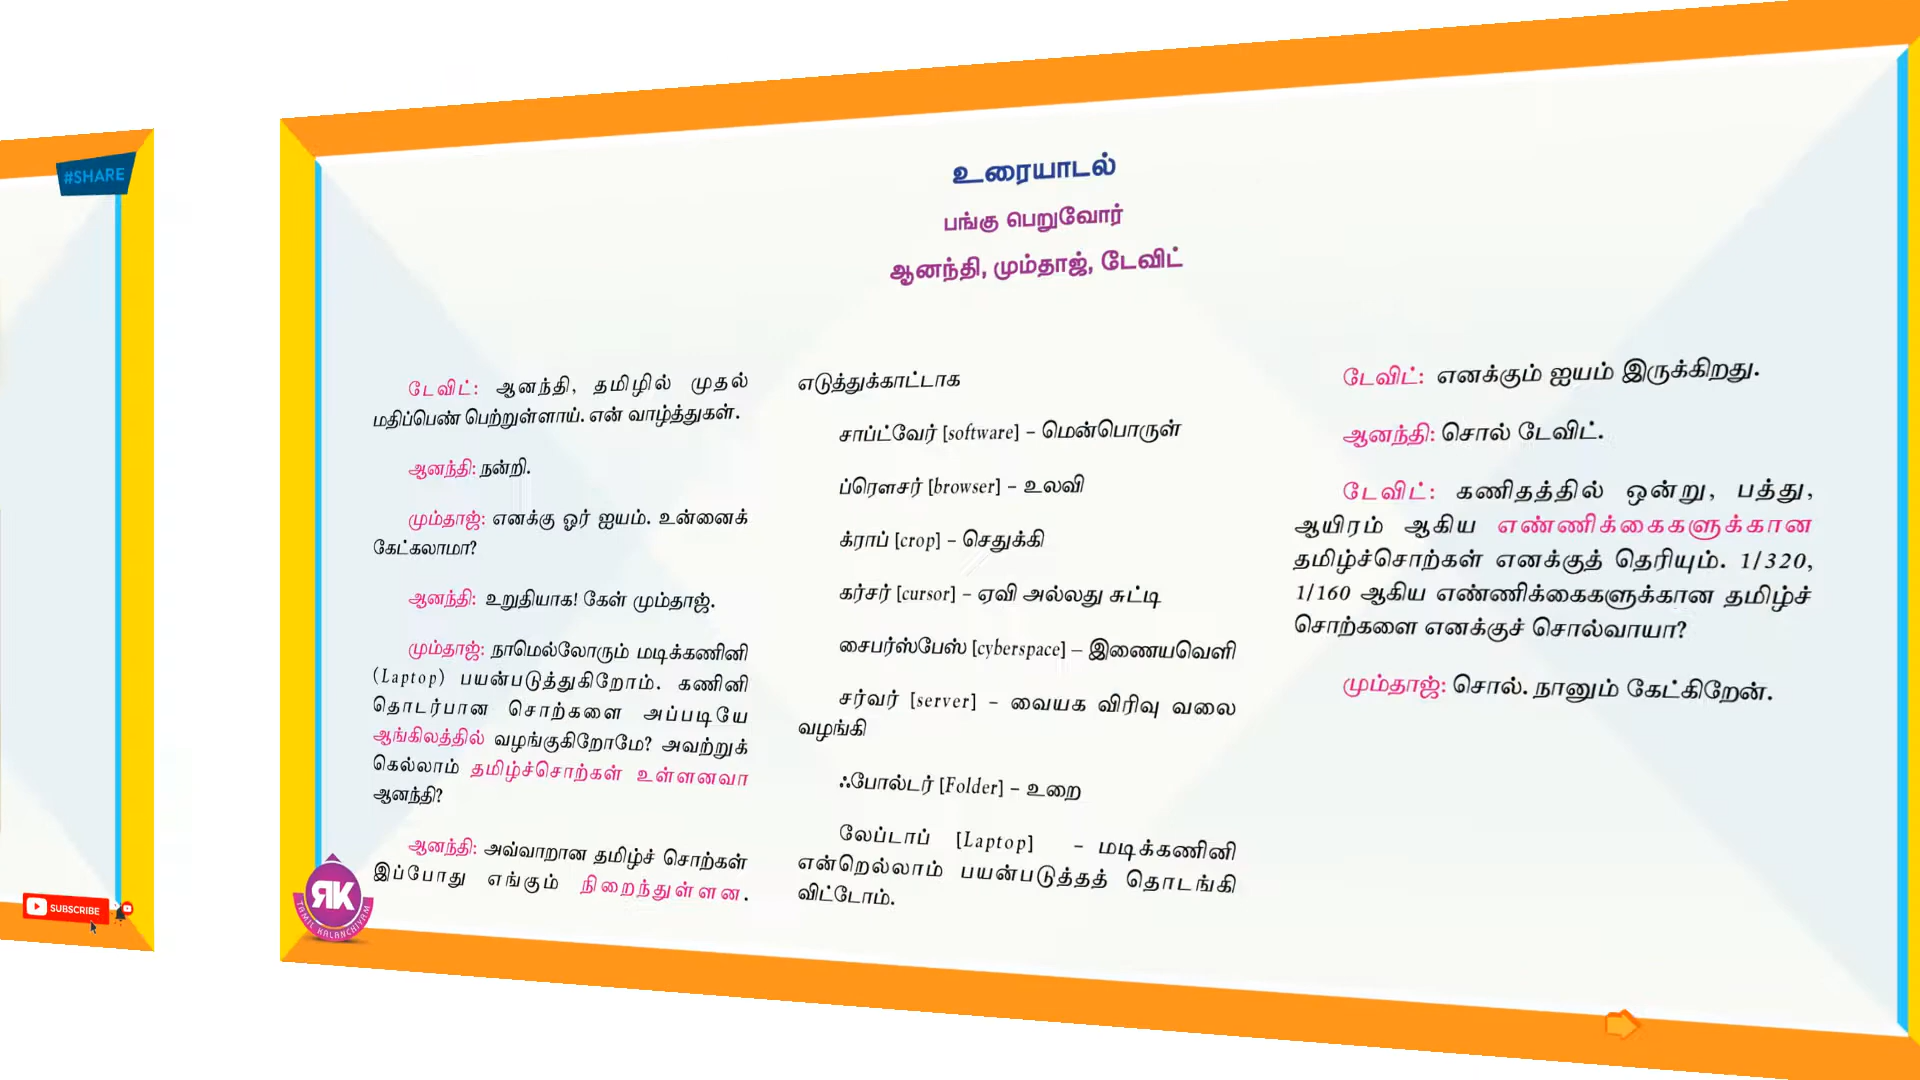 #SHARE
உரையாடல்
பங்கு பெறுவோர்
ஆனந்தி, மும்தாஜ், டேவிட்
டேவிட்: ஆனந்தி, தமிழில் முதல்
மதிப்பெண் பெற்றுள்ளாய். என் வாழ்த்துகள்.
ஆனந்தி: நன்றி.
மும்தாஜ்: எனக்கு ஓர் ஐயம். உன்னைக்
கேட்கலாமா?
ஆனந்தி: உறுதியாக! கேள் மும்தாஜ்.
மும்தாஜ்: நாமெல்லோரும் மடிக்கணினி
(Laptop) பயன்படுத்துகிறோம். கணினி
தொடர்பான சொற்களை அப்படியே
ஆங்கிலத்தில் வழங்குகிறோமே? அவற்றுக்
கெல்லாம் தமிழ்ச்சொற்கள் உள்ளனவா
ஆனந்தி?
ஆனந்தி: அவ்வாறான தமிழ்ச் சொற்கள்
இப்போது எங்கும் நிறைந்துள்ளன.
எடுத்துக்காட்டாக
சாப்ட்வேர் [software] – மென்பொருள்
ப்ரௌசர் [browser] – உலவி
க்ராப் [crop] – செதுக்கி
கர்சர் [cursor] – ஏவி அல்லது சுட்டி
சைபர்ஸ்பேஸ் [cyberspace] – இணையவெளி
சர்வர் [server] – வையக விரிவு வலை
வழங்கி
ஃபோல்டர் [Folder] – உறை
லேப்டாப் [Laptop] – மடிக்கணினி
என்றெல்லாம் பயன்படுத்தத் தொடங்கி
விட்டோம்.
டேவிட்: எனக்கும் ஐயம் இருக்கிறது.
ஆனந்தி: சொல் டேவிட்.
டேவிட்: கணிதத்தில் ஒன்று, பத்து,
ஆயிரம் ஆகிய எண்ணிக்கைகளுக்கான
தமிழ்ச்சொற்கள் எனக்குத் தெரியும். 1/320,
1/160 ஆகிய எண்ணிக்கைகளுக்கான தமிழ்ச்
சொற்களை எனக்குச் சொல்வாயா?
மும்தாஜ்: சொல். நானும் கேட்கிறேன்.
SUBSCRIBE
RK
TAMIL KALANCHIYAM